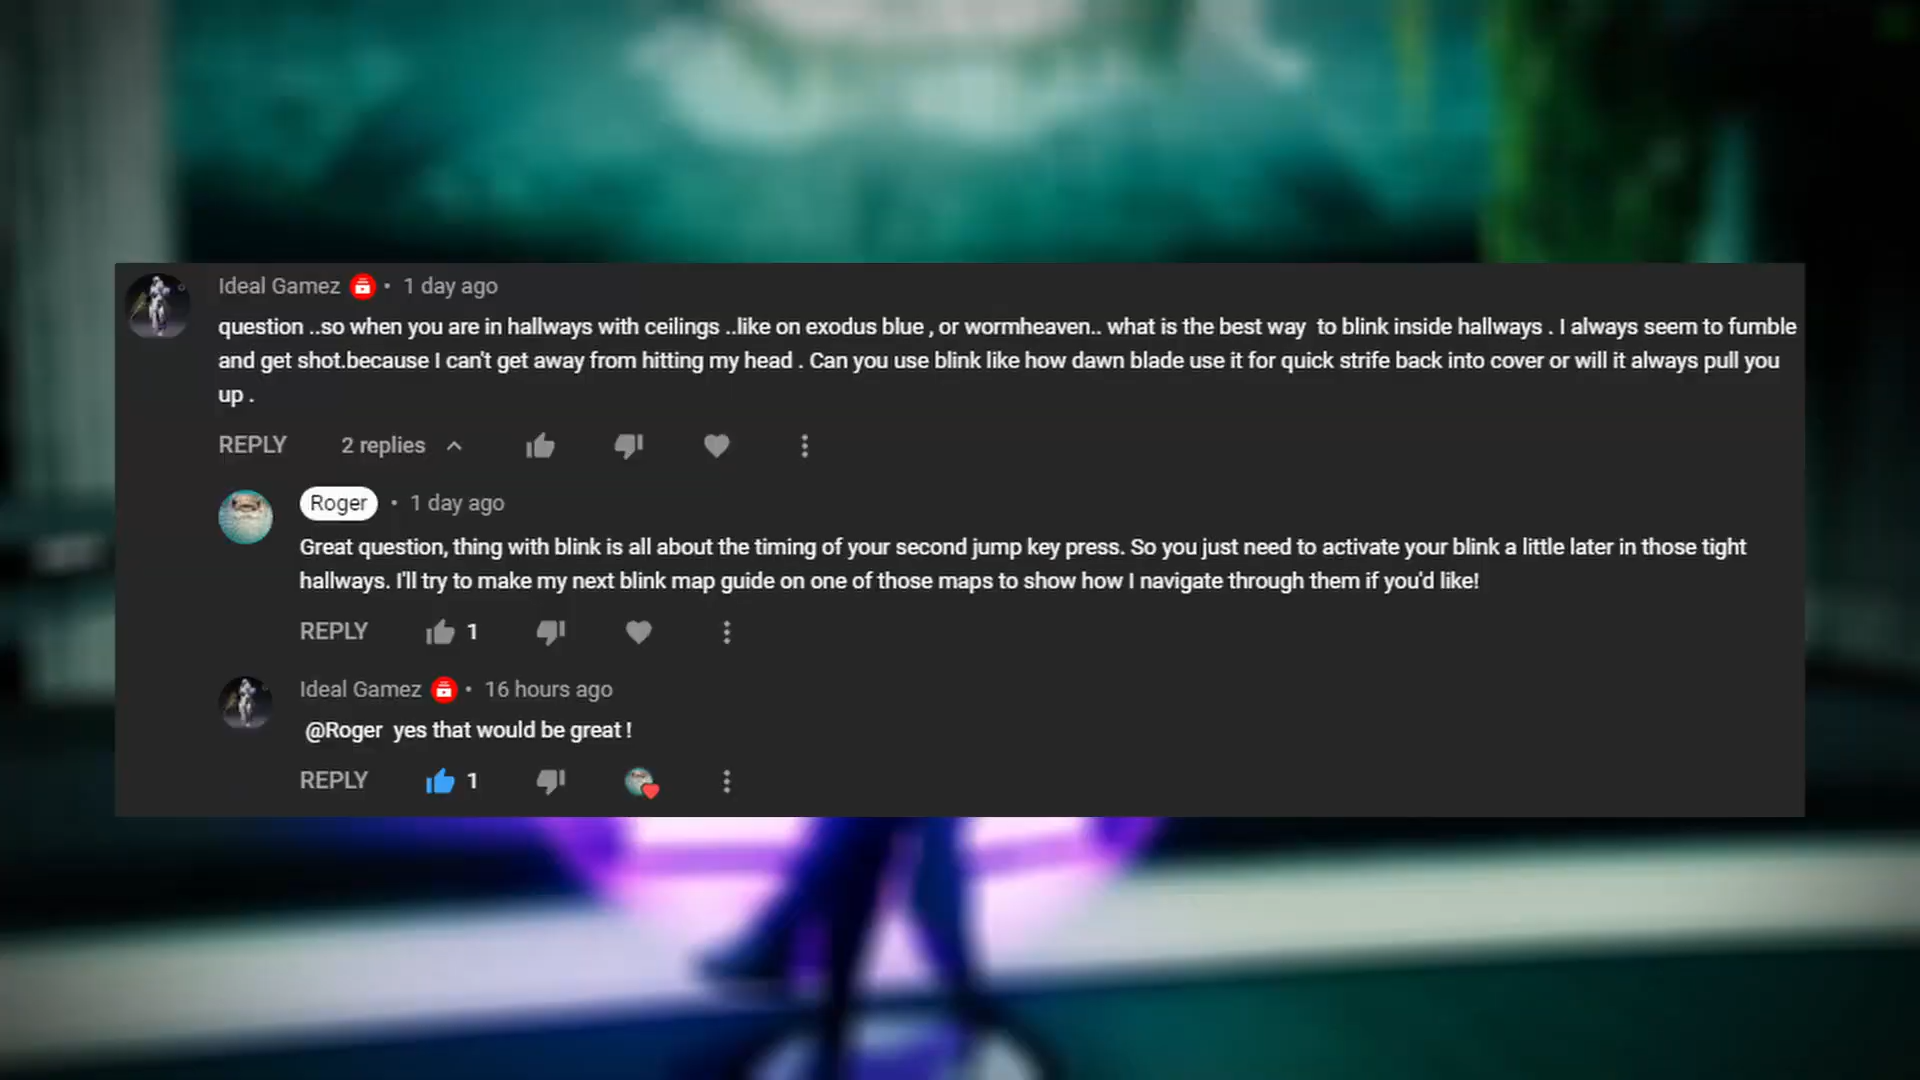 Ideal Gamez • 1 day ago
question ..so when you are in hallways with ceilings ..like on exodus blue , or wormheaven.. what is the best way  to blink inside hallways . I always seem to fumble
and get shot.because I can't get away from hitting my head . Can you use blink like how dawn blade use it for quick strife back into cover or will it always pull you
up .
REPLY 2 replies
Roger • 1 day ago
Great question, thing with blink is all about the timing of your second jump key press. So you just need to activate your blink a little later in those tight
hallways. I'll try to make my next blink map guide on one of those maps to show how I navigate through them if you'd like!
REPLY 1
Ideal Gamez • 16 hours ago
@Roger  yes that would be great !
REPLY 1